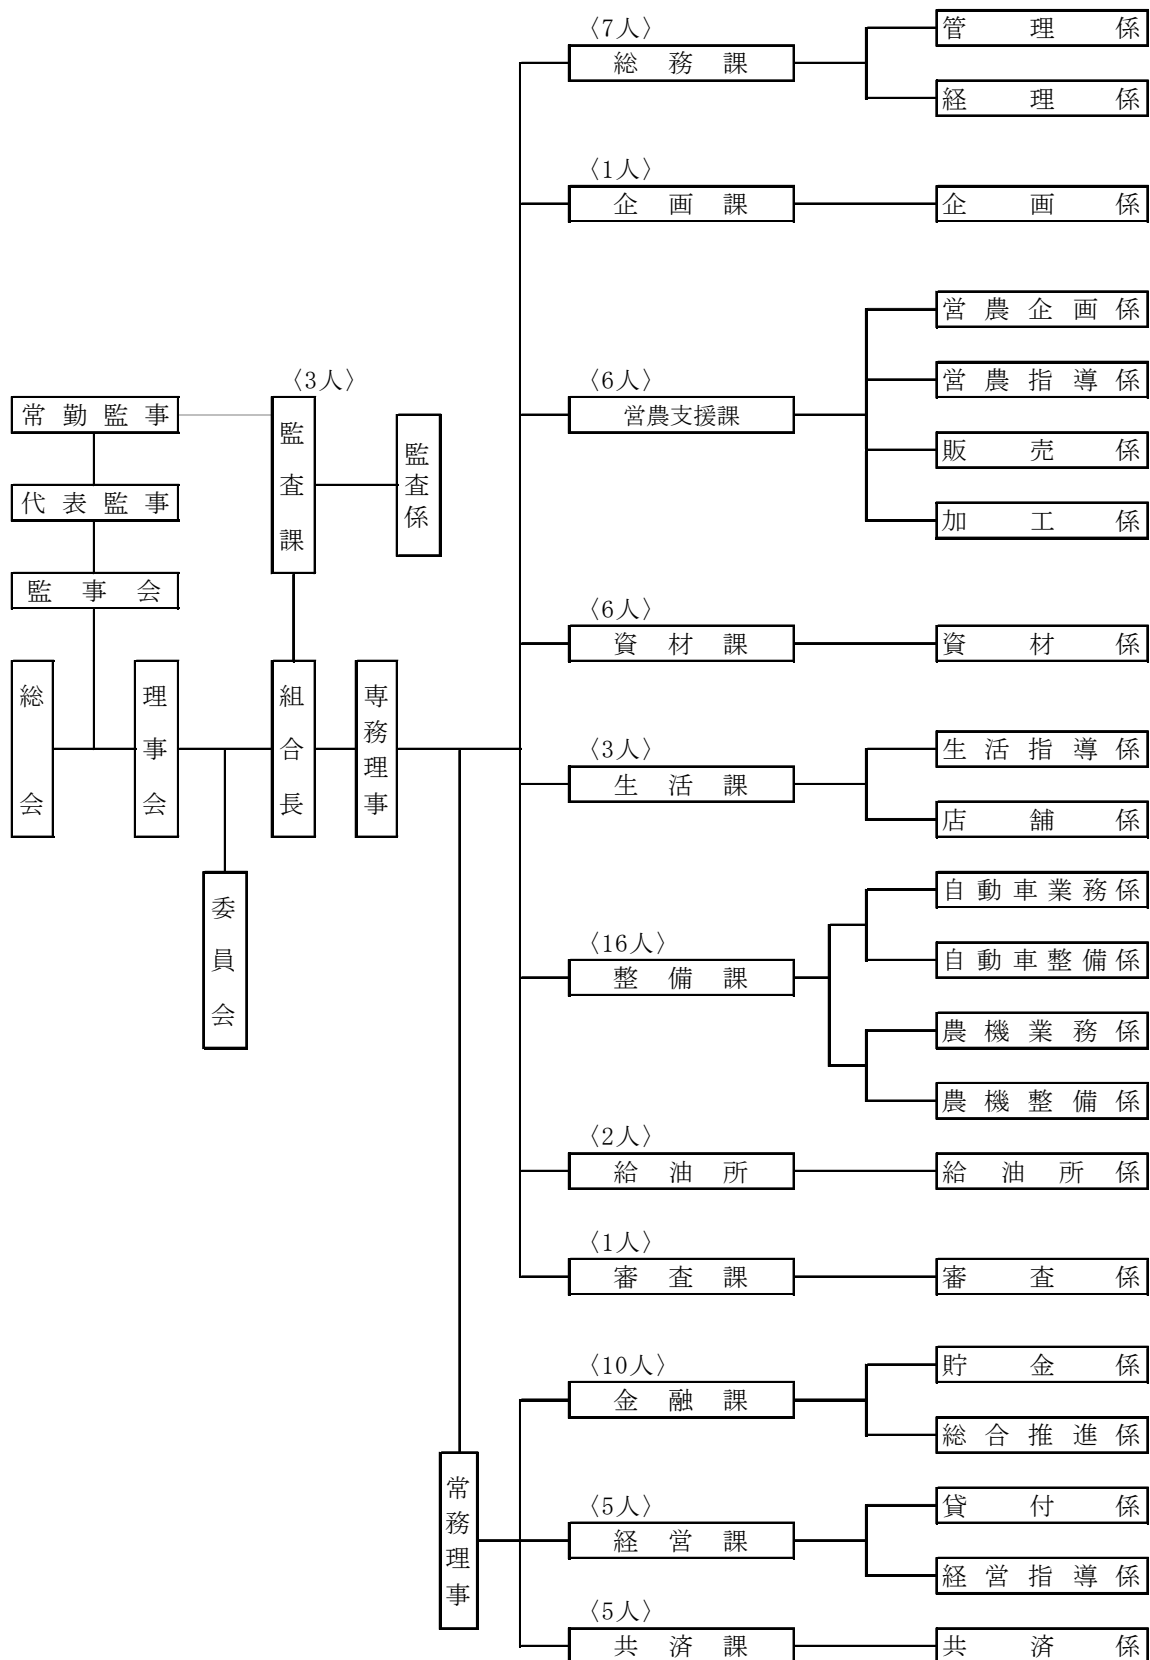 〈7人〉
総務課
管理係
経理係
〈1人〉
企画課
企画係
〈6人〉
営農支援課
営農企画係
営農指導係
販売係
加工係
〈3人〉
監査課
監査係
常勤監事
代表監事
監事会
総会
理事会
組合長
専務理事
委員会
〈6人〉
資材課
資材係
〈3人〉
生活課
生活指導係
店舗係
〈16人〉
整備課
自動車業務係
自動車整備係
農機業務係
農機整備係
〈2人〉
給油所
給油所係
〈1人〉
審査課
審査係
常務理事
〈10人〉
金融課
貯金係
総合推進係
〈5人〉
経営課
貸付係
経営指導係
〈5人〉
共済課
共済係